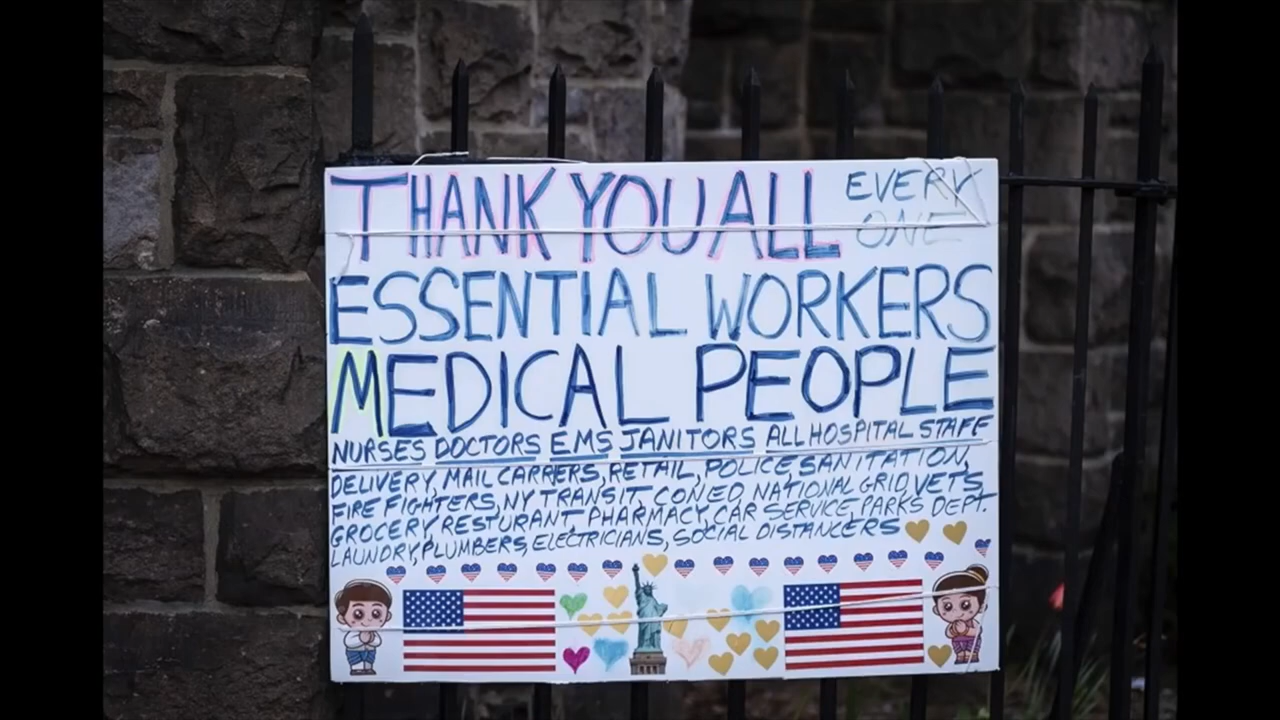 THANK YOU ALL EVERY
ONE
ESSENTIAL WORKERS
MEDICAL PEOPLE
NURSES DOCTORS EMS JANITORS ALL HOSPITAL STAFF
DELIVERY, MAIL CARRERS, RETAIL, POLICE, SANITATION,
FIRE FIGHTERS, NY TRANSIT, CON ED, NATIONAL GRID, VETS,
GROCERY, RESTURANT, PHARMACY, CAR SERVICE, PARKS DEPT.
LAUNDRY, PLUMBERS, ELECTRICIANS, SOCIAL DISTANCERS